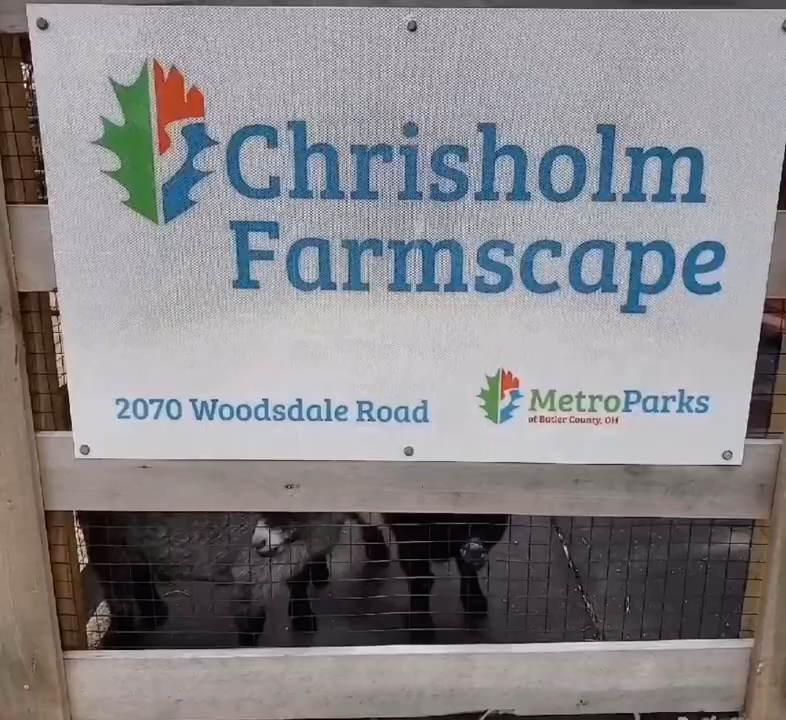 Chrisholm
Farmscape
2070 Woodsdale Road
MetroParks
of Butler County, OH